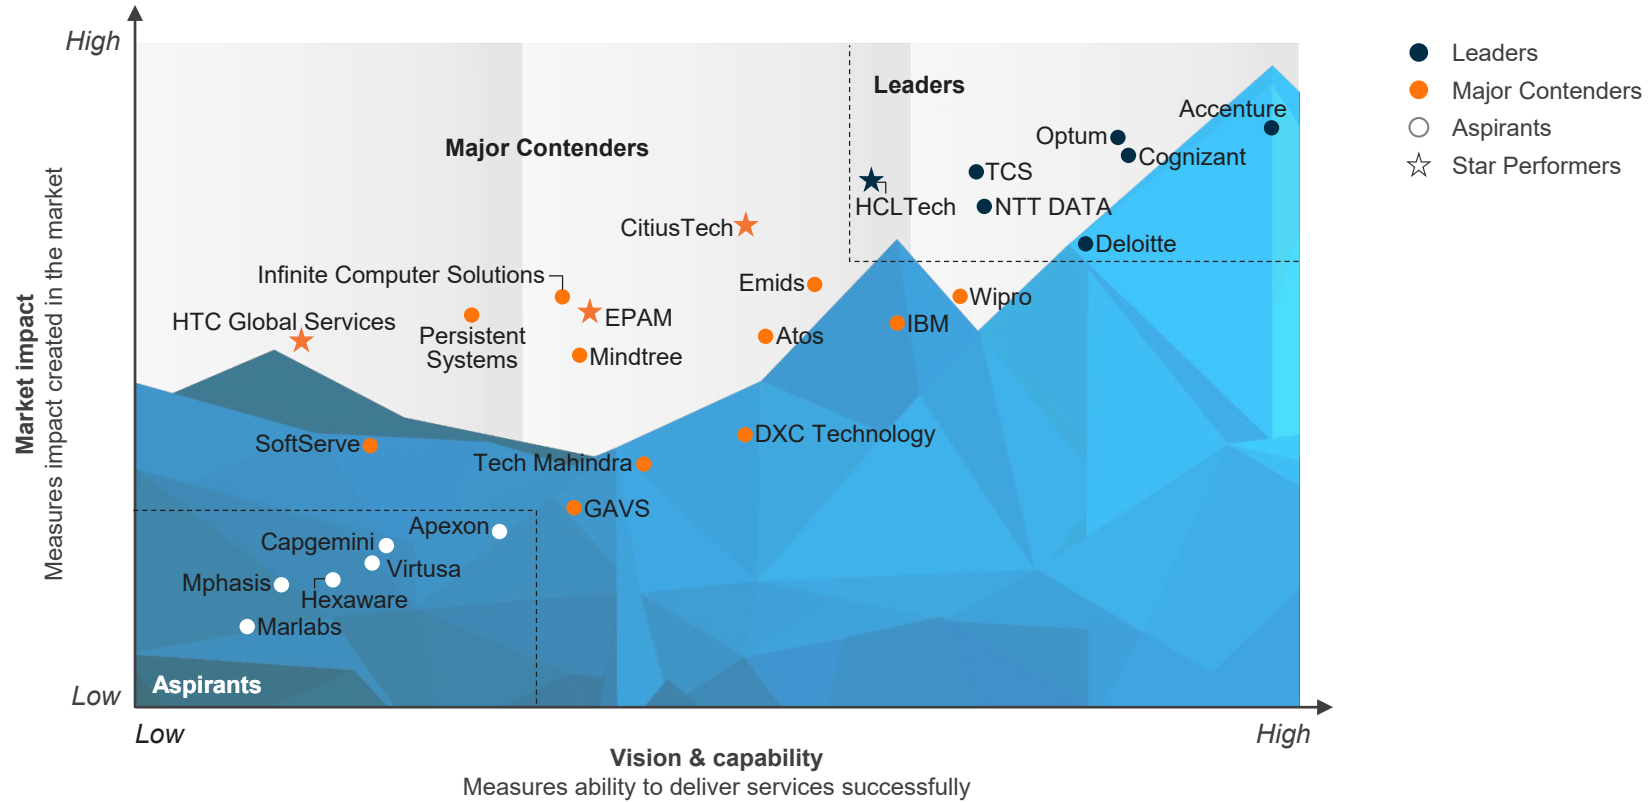 High
Leaders
Leaders
Major Contenders
Aspirants
Star Performers
Accenture
Optum
Cognizant
Major Contenders
TCS
HCLTech
NTT DATA
CitiusTech
Deloitte
Infinite Computer Solutions
Emids
Wipro
HTC Global Services
EPAM
IBM
Persistent
Systems
Atos
Mindtree
SoftServe
DXC Technology
Tech Mahindra
GAVS
Apexon
Capgemini
Virtusa
Mphasis
Hexaware
Marlabs
Aspirants
Market impact
Measures impact created in the market
Low
Low
High
Vision & capability
Measures ability to deliver services successfully